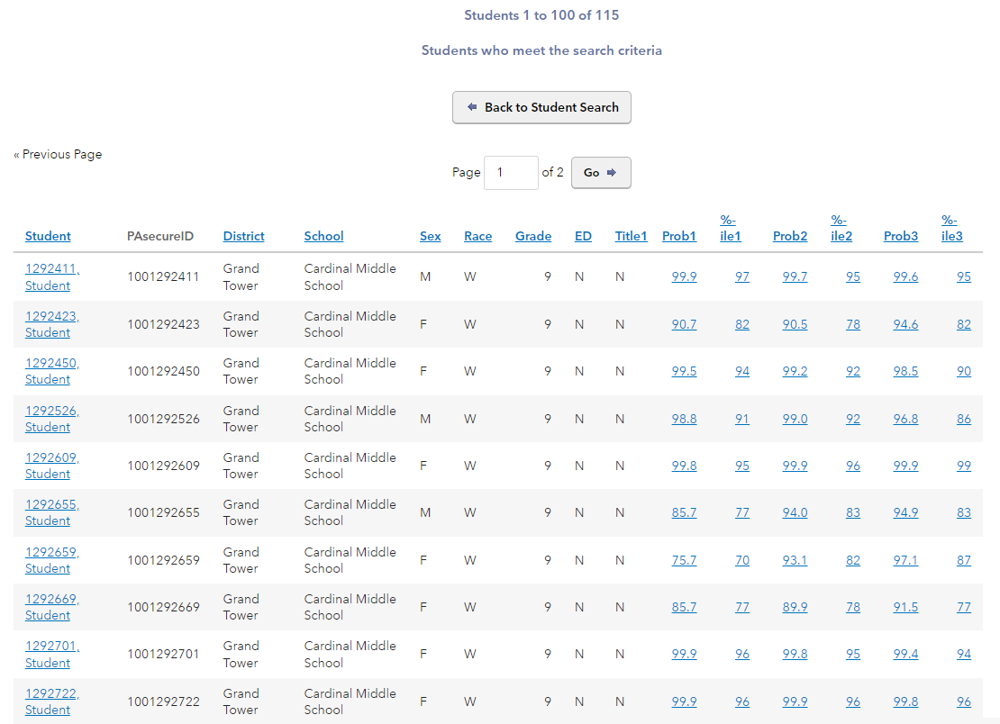 Students 1 to 100 of 115
Students who meet the search criteria
Back to Student Search
« Previous Page
Page 1 of 2 Go
Student PAsecureID District School Sex Race Grade ED Title1 Prob1 %-ile1 Prob2 %-ile2 Prob3 %-ile3
1292411, Student 1001292411 Grand Tower Cardinal Middle School M W 9 N N 99.9 97 99.7 95 99.6 95
1292423, Student 1001292423 Grand Tower Cardinal Middle School F W 9 N N 90.7 82 90.5 78 94.6 82
1292450, Student 1001292450 Grand Tower Cardinal Middle School F W 9 N N 99.5 94 99.2 92 98.5 90
1292526, Student 1001292526 Grand Tower Cardinal Middle School M W 9 N N 98.8 91 99.0 92 96.8 86
1292609, Student 1001292609 Grand Tower Cardinal Middle School F W 9 N N 99.8 95 99.9 96 99.9 99
1292655, Student 1001292655 Grand Tower Cardinal Middle School M W 9 N N 85.7 77 94.0 83 94.9 83
1292659, Student 1001292659 Grand Tower Cardinal Middle School F W 9 N N 75.7 70 93.1 82 97.1 87
1292669, Student 1001292669 Grand Tower Cardinal Middle School F W 9 N N 85.7 77 89.9 78 91.5 77
1292701, Student 1001292701 Grand Tower Cardinal Middle School F W 9 N N 99.9 96 99.8 95 99.4 94
1292722, Student 1001292722 Grand Tower Cardinal Middle School F W 9 N N 99.9 96 99.9 96 99.8 96